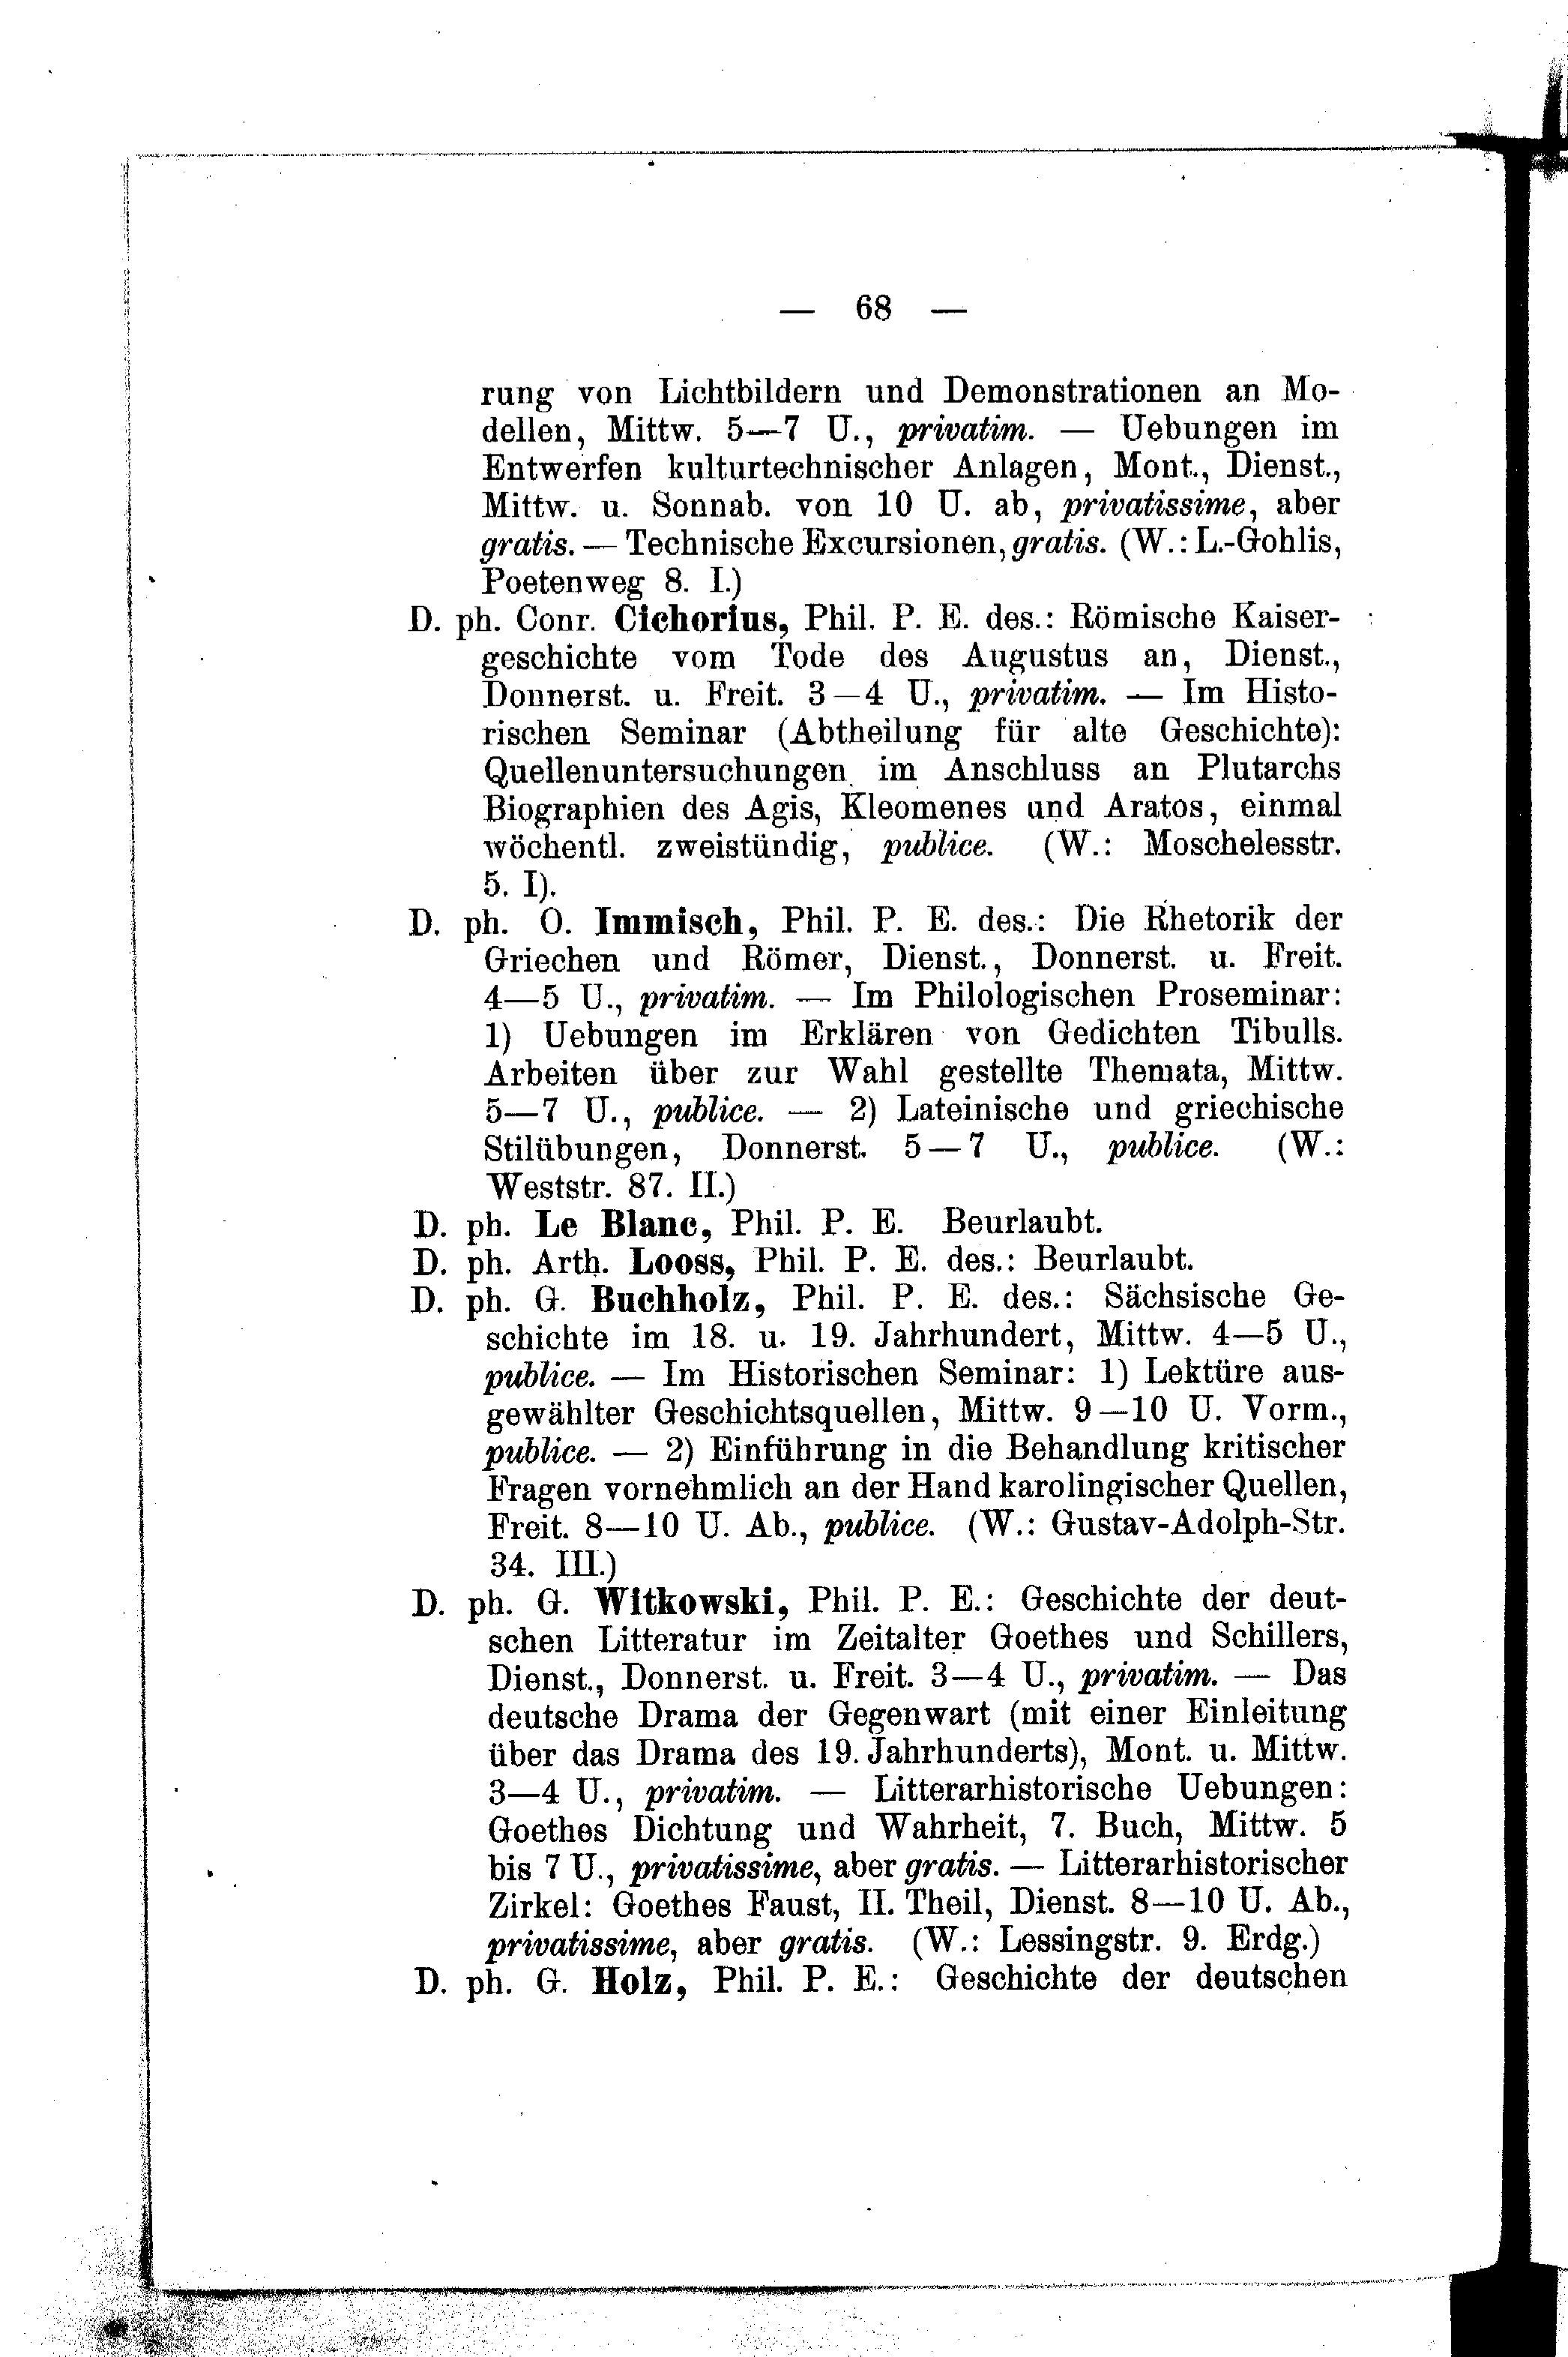 — 68 —
rung von Lichtbildern und Demonstrationen an Mo-
dellen, Mittw. 5—7 U., privatim. — Uebungen im
Entwerfen kulturtechnischer Anlagen, Mont., Dienst.,
Mittw. u. Sonnab. von 10 U. ab, privatissime, aber
gratis. — Technische Excursionen, gratis. (W.: L.-Gohlis,
Poetenweg 8. I.)
D. ph. Conr. Cichorius, Phil. P. E. des.: Römische Kaiser-
geschichte vom Tode des Augustus an, Dienst.,
Donnerst. u. Freit. 3—4 U., privatim. — Im Histo-
rischen Seminar (Abtheilung für alte Geschichte):
Quellenuntersuchungen im Anschluss an Plutarchs
Biographien des Agis, Kleomenes und Aratos, einmal
wöchentl. zweistündig, publice. (W.: Moschelesstr.
5. I).
D. ph. O. Immisch, Phil. P. E. des.: Die Rhetorik der
Griechen und Römer, Dienst., Donnerst. u. Freit.
4—5 U., privatim. — Im Philologischen Proseminar:
1) Uebungen im Erklären von Gedichten Tibulls.
Arbeiten über zur Wahl gestellte Themata, Mittw.
5—7 U., publice. — 2) Lateinische und griechische
Stilübungen, Donnerst. 5—7 U., publice. (W.:
Weststr. 87. II.)
D. ph. Le Blanc, Phil. P. E. Beurlaubt.
D. ph. Arth. Looss, Phil. P. E. des.: Beurlaubt.
D. ph. G. Buchholz, Phil. P. E. des.: Sächsische Ge-
schichte im 18. u. 19. Jahrhundert, Mittw. 4—5 U.,
publice. — Im Historischen Seminar: 1) Lektüre aus-
gewählter Geschichtsquellen, Mittw. 9—10 U. Vorm.,
publice. — 2) Einführung in die Behandlung kritischer
Fragen vornehmlich an der Hand karolingischer Quellen,
Freit. 8—10 U. Ab., publice. (W.: Gustav-Adolph-Str.
34. III.)
D. ph. G. Witkowski, Phil. P. E.: Geschichte der deut-
schen Litteratur im Zeitalter Goethes und Schillers,
Dienst., Donnerst. u. Freit. 3—4 U., privatim. — Das
deutsche Drama der Gegenwart (mit einer Einleitung
über das Drama des 19. Jahrhunderts), Mont. u. Mittw.
3—4 U., privatim. — Litterarhistorische Uebungen:
Goethes Dichtung und Wahrheit, 7. Buch, Mittw. 5
bis 7 U., privatissime, aber gratis. — Litterarhistorischer
Zirkel: Goethes Faust, II. Theil, Dienst. 8—10 U. Ab.,
privatissime, aber gratis. (W.: Lessingstr. 9. Erdg.)
D. ph. G. Holz, Phil. P. E.: Geschichte der deutschen